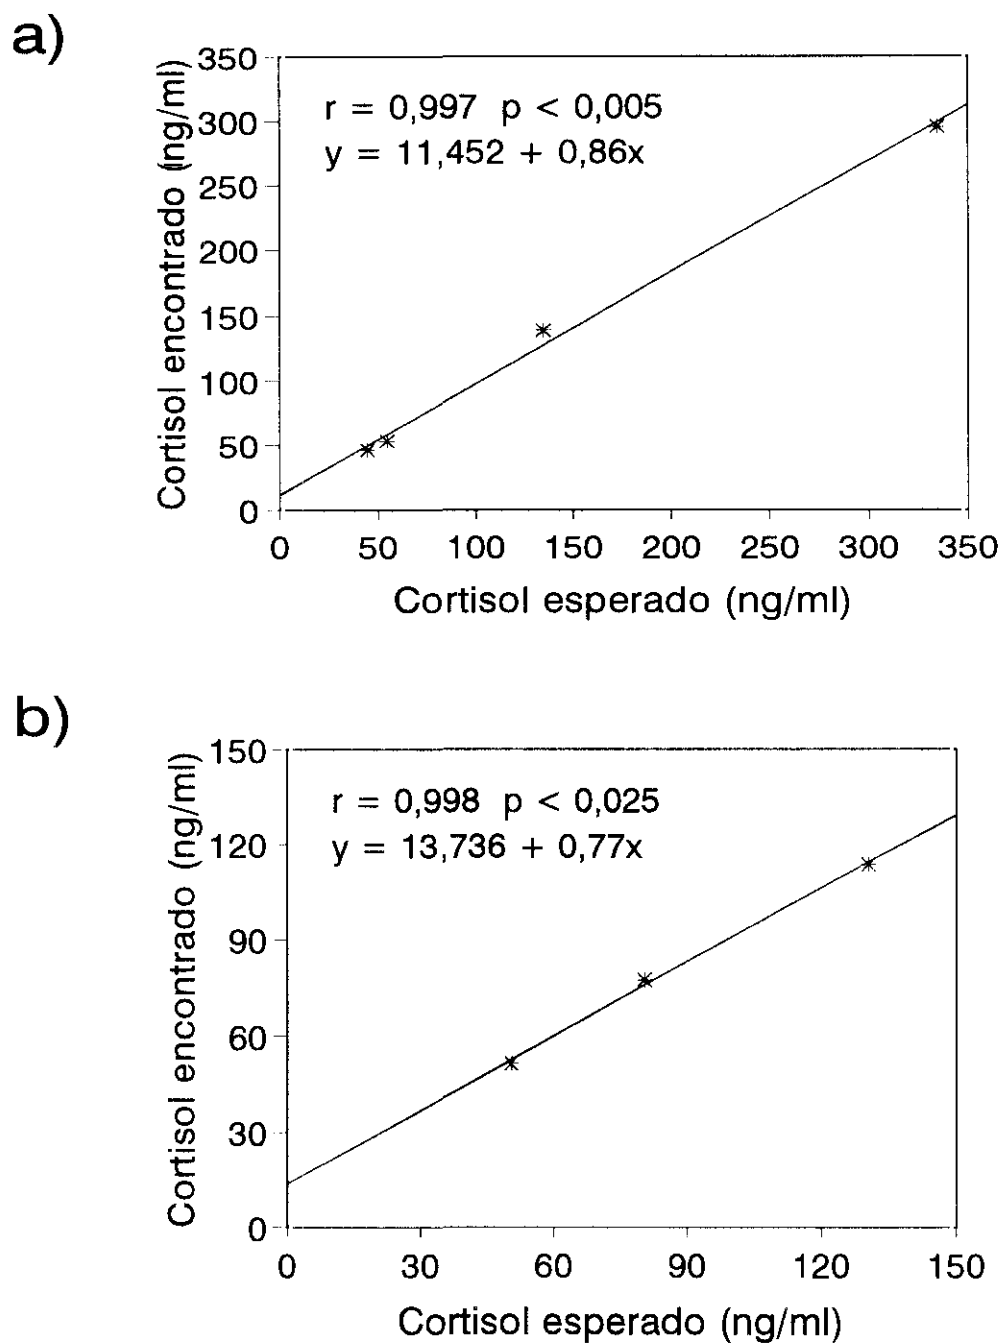 a)
Cortisol encontrado (ng/ml)
350
300
250
200
150
100
50
0
r = 0,997 p < 0,005
y = 11,452 + 0,86x
0 50 100 150 200 250 300 350
Cortisol esperado (ng/ml)
b)
Cortisol encontrado (ng/ml)
150
120
90
60
30
0
r = 0,998 p < 0,025
y = 13,736 + 0,77x
0 30 60 90 120 150
Cortisol esperado (ng/ml)